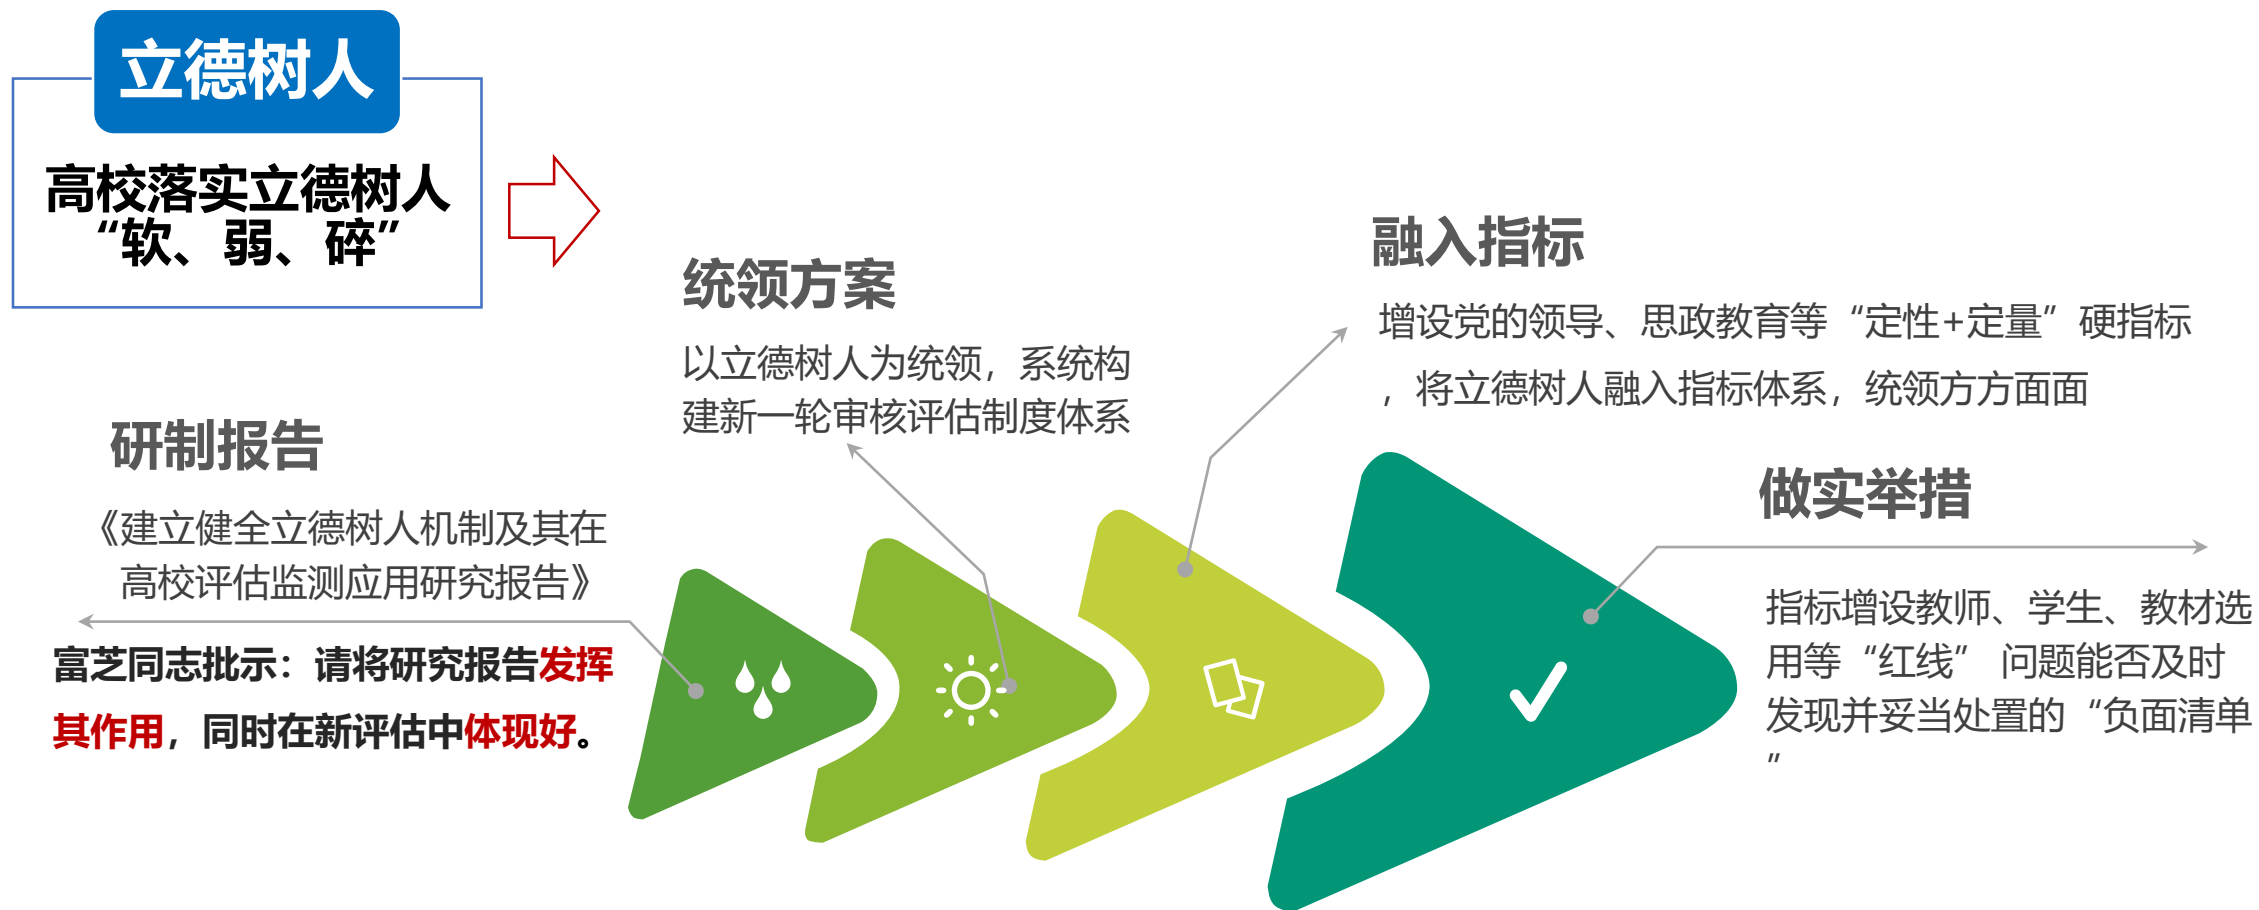 立德树人
高校落实立德树人
“软、弱、碎”
研制报告
《建立健全立德树人机制及其在
高校评估监测应用研究报告》
富芝同志批示：请将研究报告发挥
其作用，同时在新评估中体现好。
统领方案
以立德树人为统领，系统构
建新一轮审核评估制度体系
融入指标
增设党的领导、思政教育等“定性+定量”硬指标
，将立德树人融入指标体系，统领方方面面
做实举措
指标增设教师、学生、教材选
用等“红线” 问题能否及时
发现并妥当处置的“负面清单
”